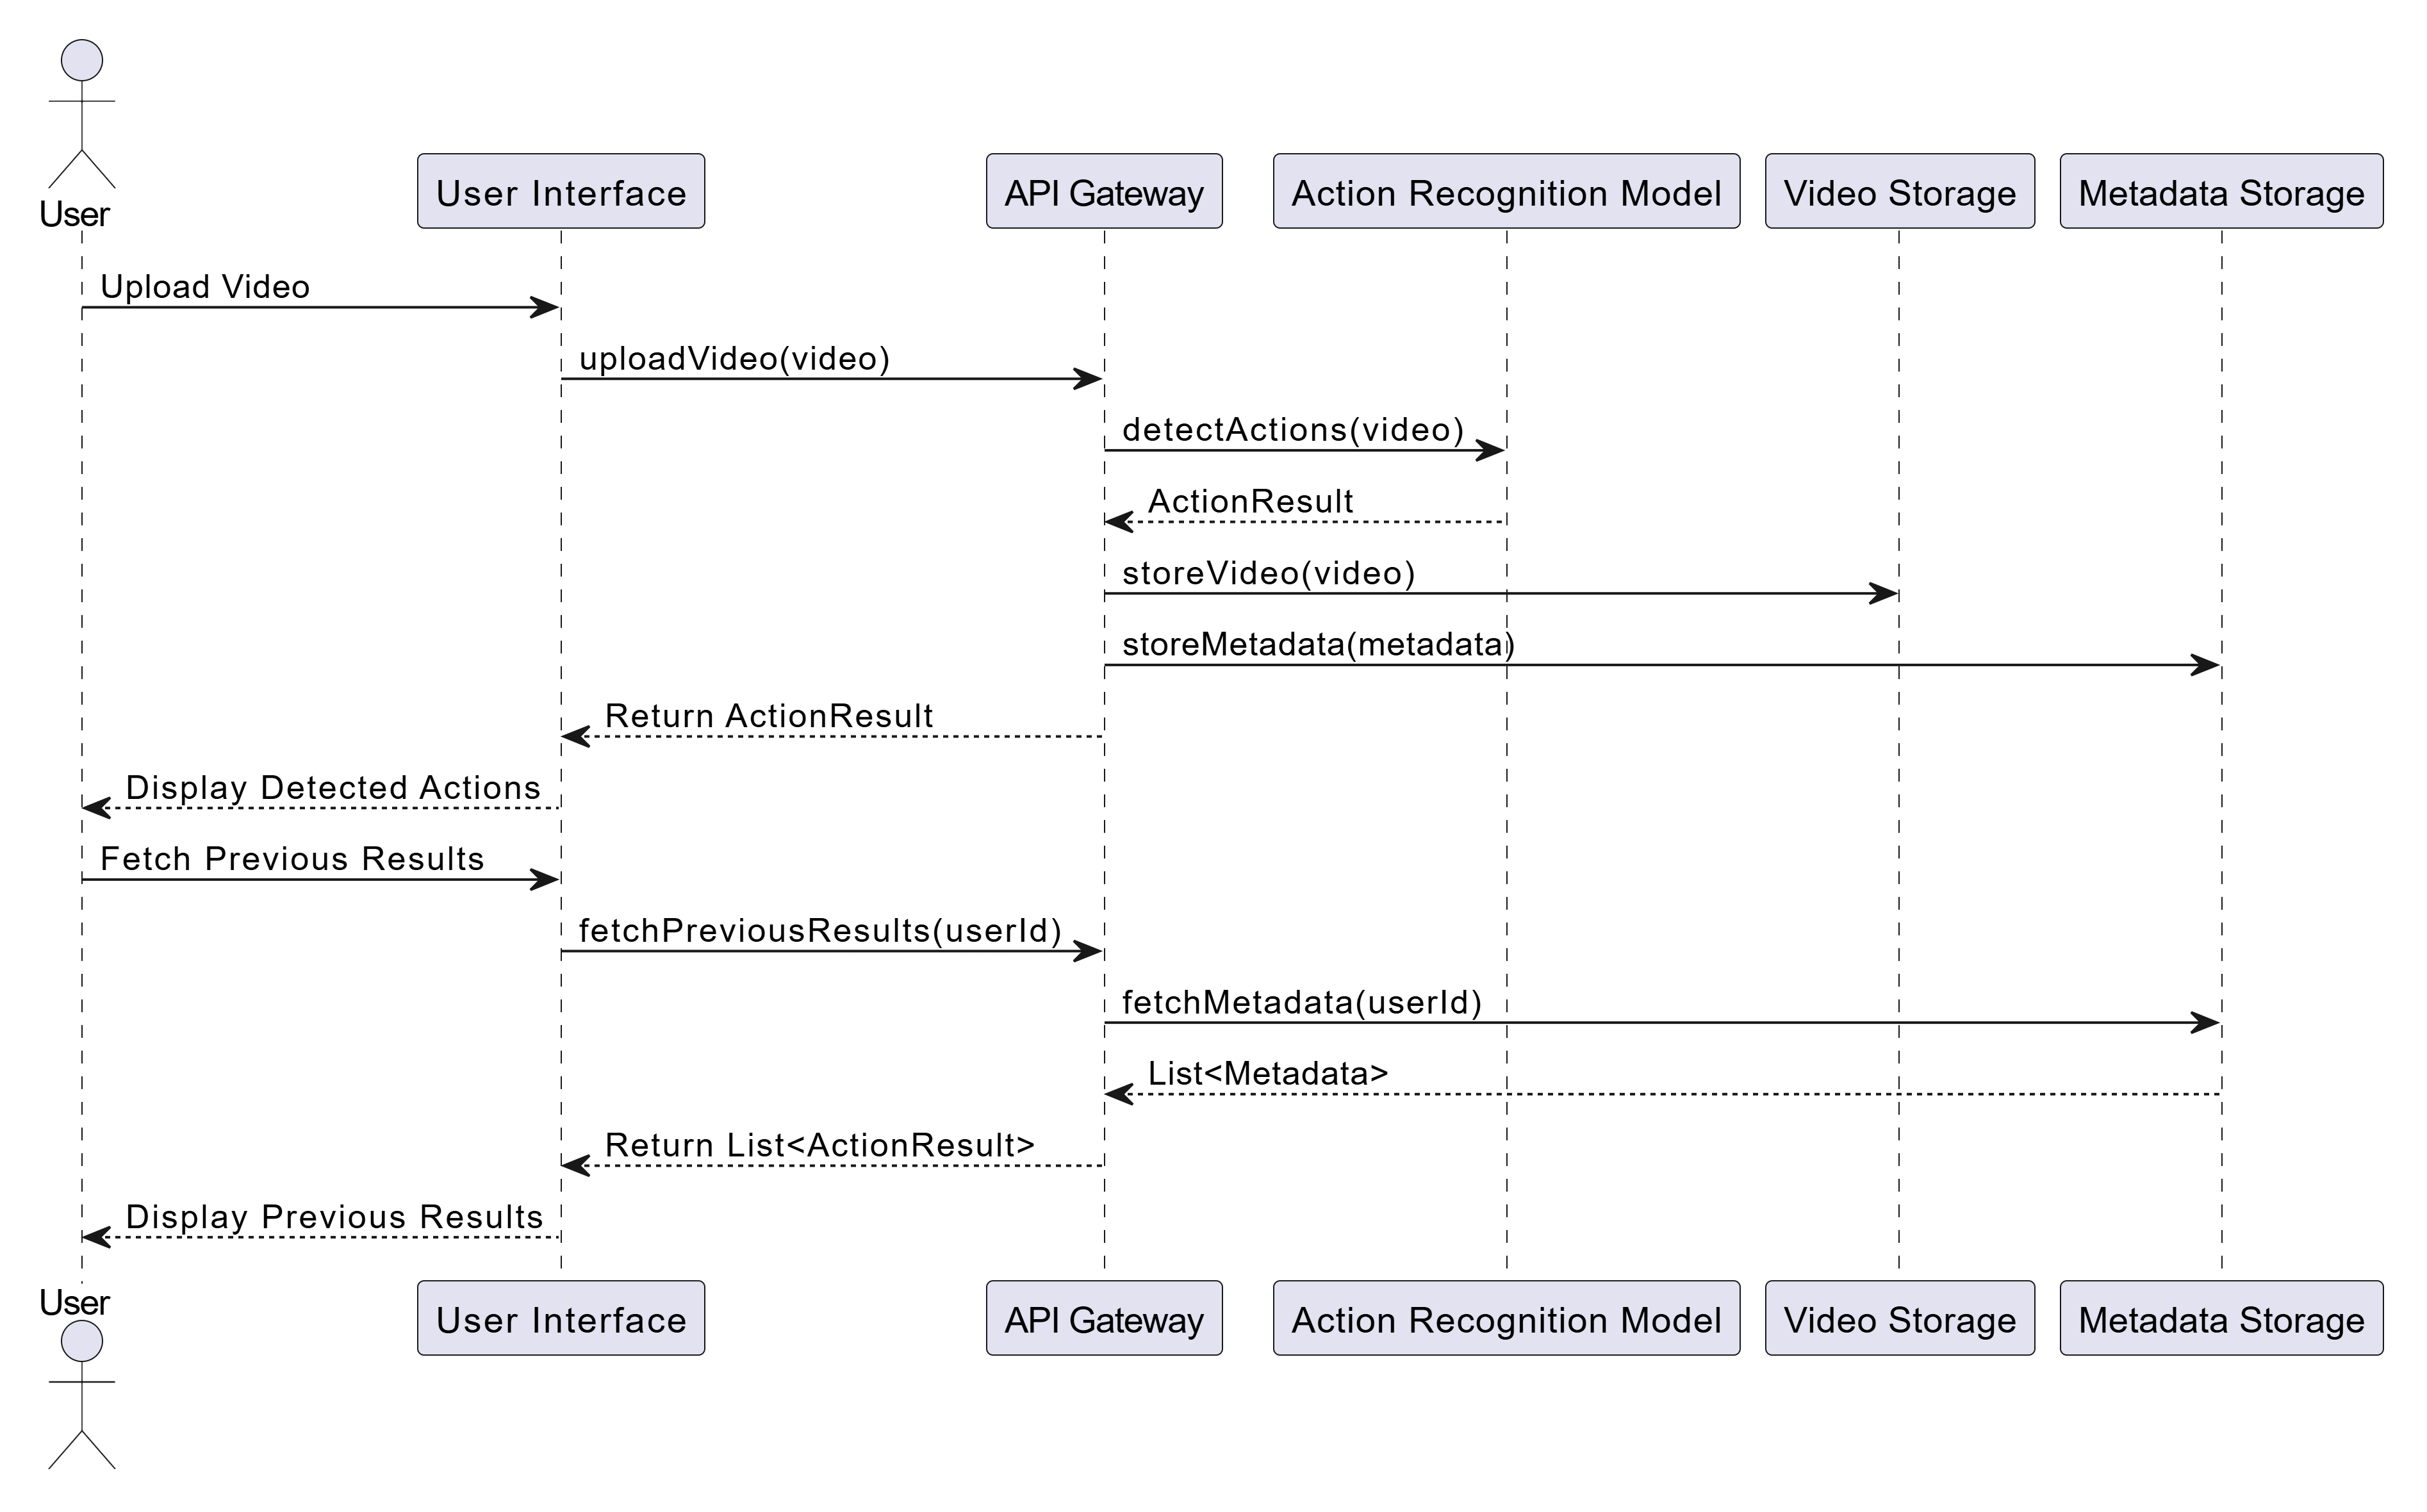 User
User Interface
API Gateway
Action Recognition Model
Video Storage
Metadata Storage
Upload Video
uploadVideo(video)
detectActions(video)
ActionResult
storeVideo(video)
storeMetadata(metadata)
Return ActionResult
Display Detected Actions
Fetch Previous Results
fetchPreviousResults(userId)
fetchMetadata(userId)
List<Metadata>
Return List<ActionResult>
Display Previous Results
User
User Interface
API Gateway
Action Recognition Model
Video Storage
Metadata Storage